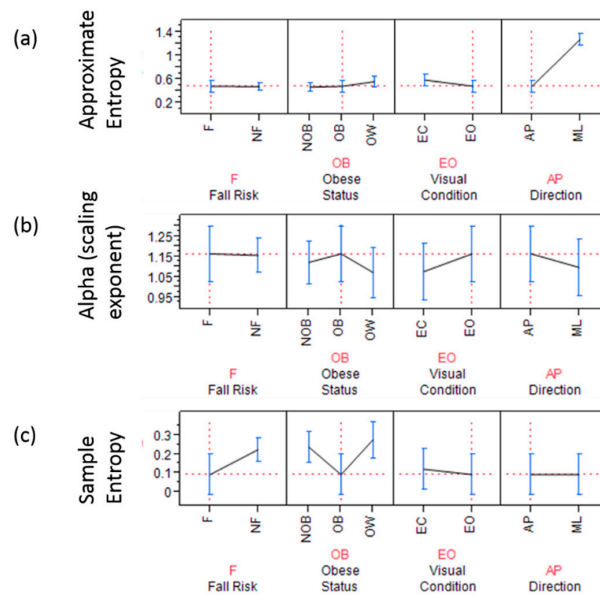 (a)
Approximate
Entropy
1.4
1
0.6
0.2
F
NF
NOB
OB
OW
EC
EO
AP
ML
F
Fall Risk
OB
Obese
Status
EO
Visual
Condition
AP
Direction
(b)
Alpha (scaling
exponent)
1.25
1.15
1.05
0.95
F
NF
NOB
OB
OW
EC
EO
AP
ML
F
Fall Risk
OB
Obese
Status
EO
Visual
Condition
AP
Direction
(c)
Sample
Entropy
0.3
0.2
0.1
0
F
NF
NOB
OB
OW
EC
EO
AP
ML
F
Fall Risk
OB
Obese
Status
EO
Visual
Condition
AP
Direction